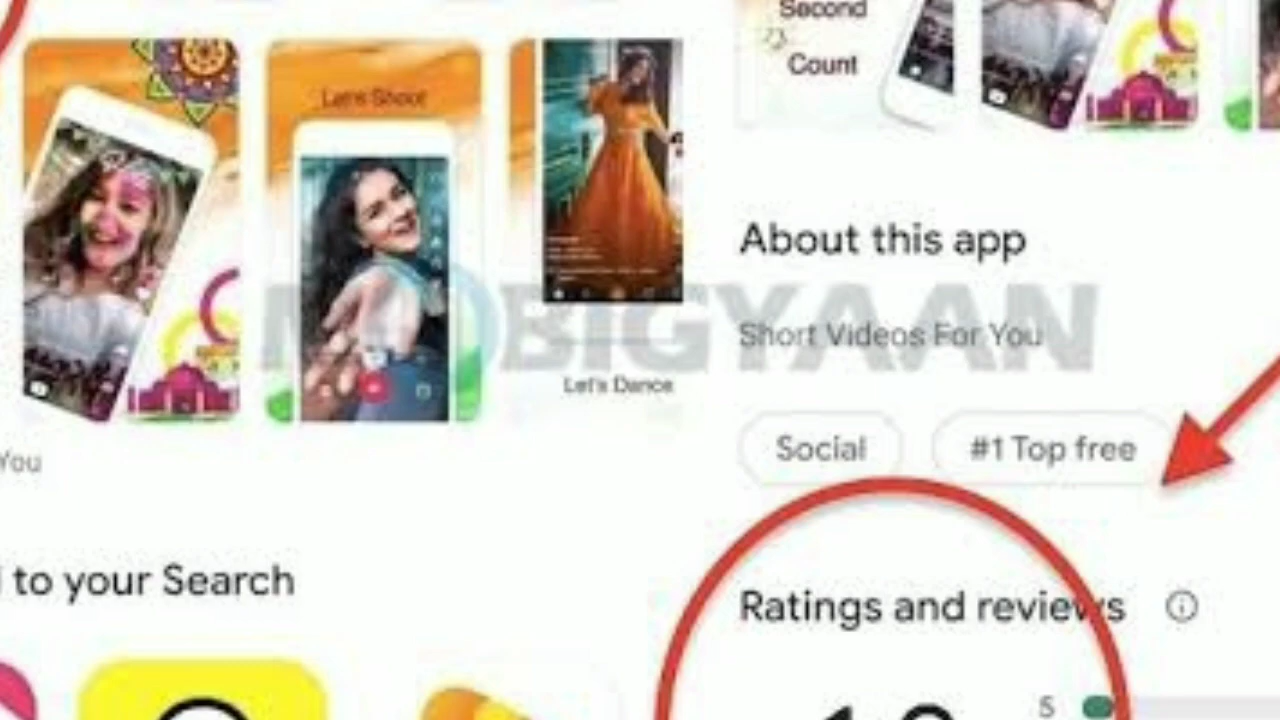 Let's Shoot
Let's Dance
You
to your Search
Second
Count
About this app
MOBIGYAAN
Short Videos For You
Social
#1 Top free
Ratings and reviews
5